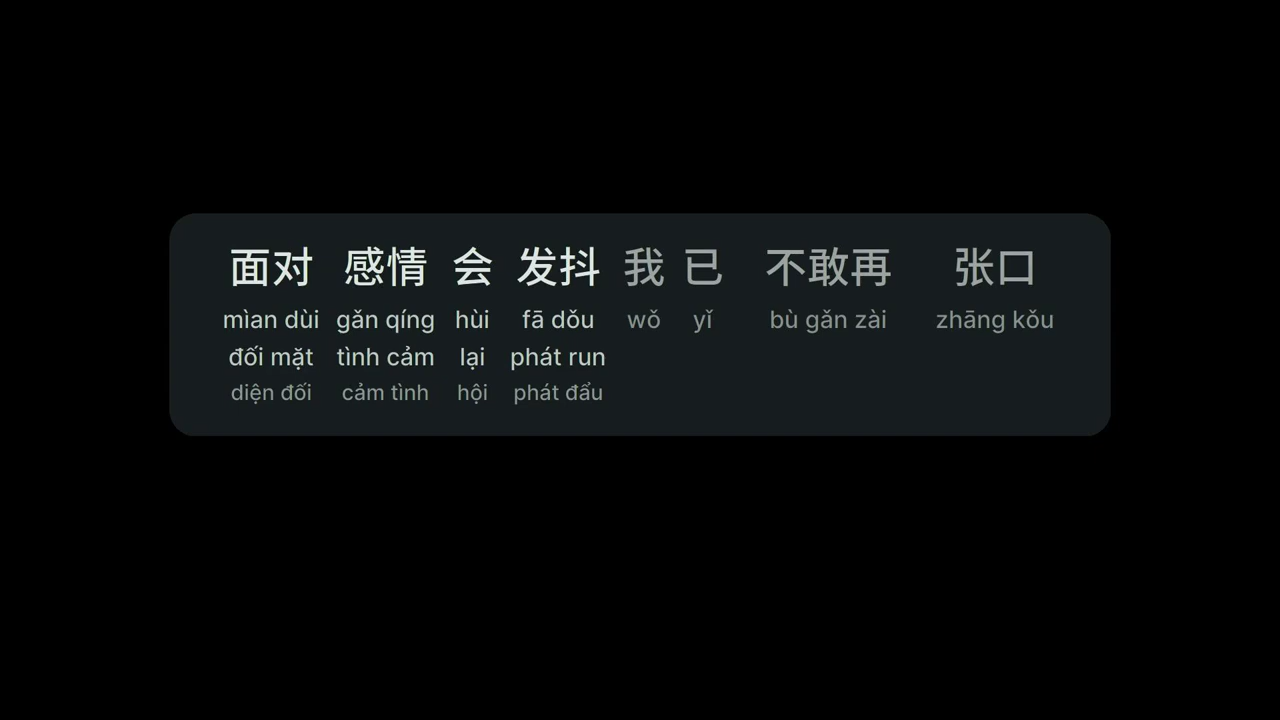 面对 感情 会 发抖 我 已 不敢再 张口
mìan dùi gǎn qíng hùi fā dǒu wǒ yǐ bù gǎn zài zhāng kǒu
đối mặt tình cảm lại phát run
diện đối cảm tình hội phát đẩu